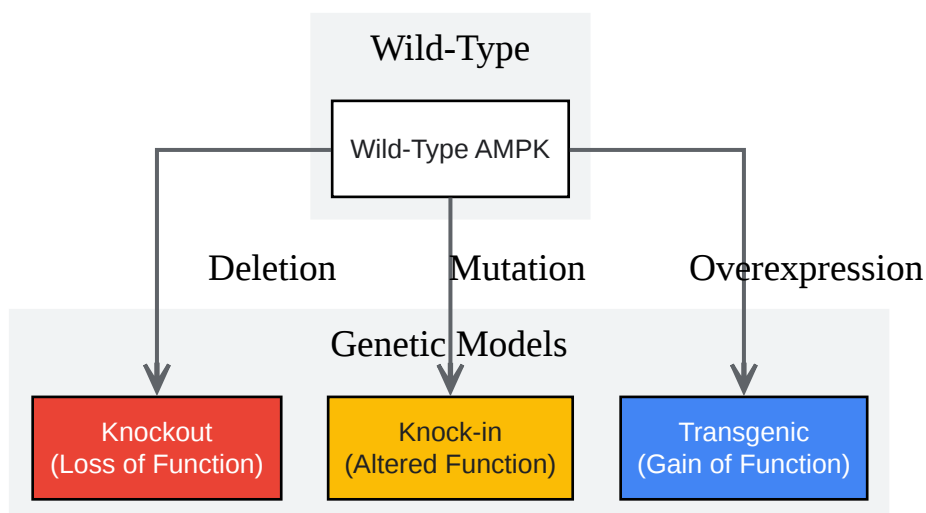 Wild-Type
Wild-Type AMPK
Deletion
Mutation
Overexpression
Genetic Models
Knockout
(Loss of Function)
Knock-in
(Altered Function)
Transgenic
(Gain of Function)